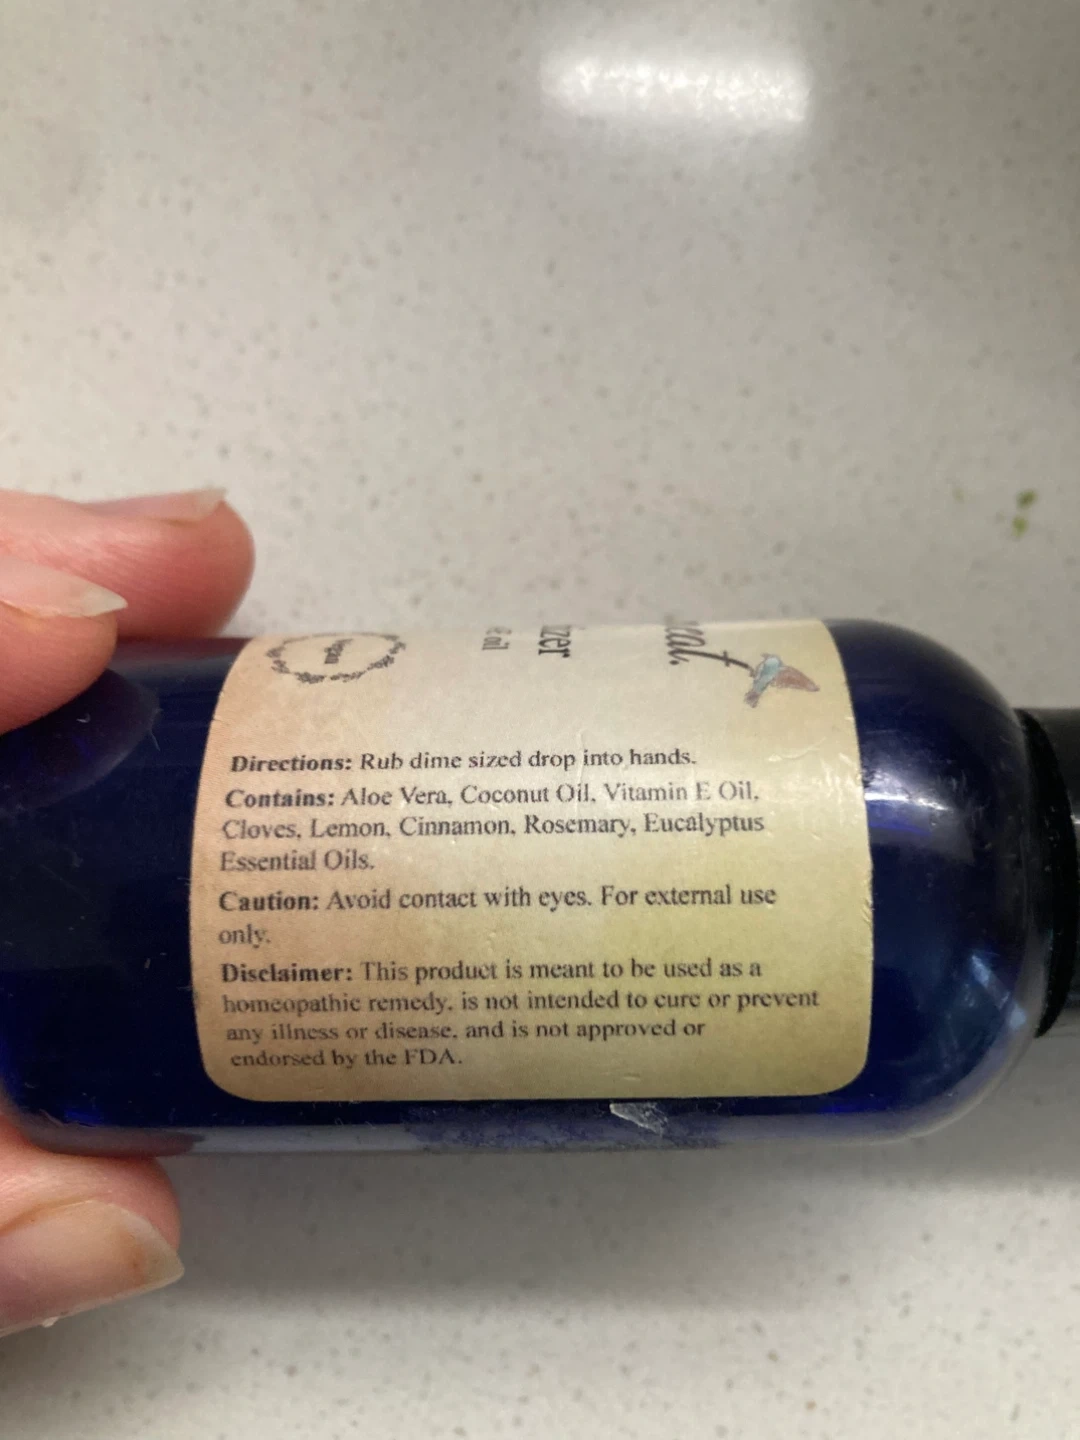 Vegan
oil
Directions: Rub dime sized drop into hands.
Contains: Aloe Vera, Coconut Oil, Vitamin E Oil,
Cloves, Lemon, Cinnamon, Rosemary, Eucalyptus
Essential Oils.
Caution: Avoid contact with eyes. For external use
only.
Disclaimer: This product is meant to be used as a
homeopathic remedy, is not intended to cure or prevent
any illness or disease, and is not approved or
endorsed by the FDA.